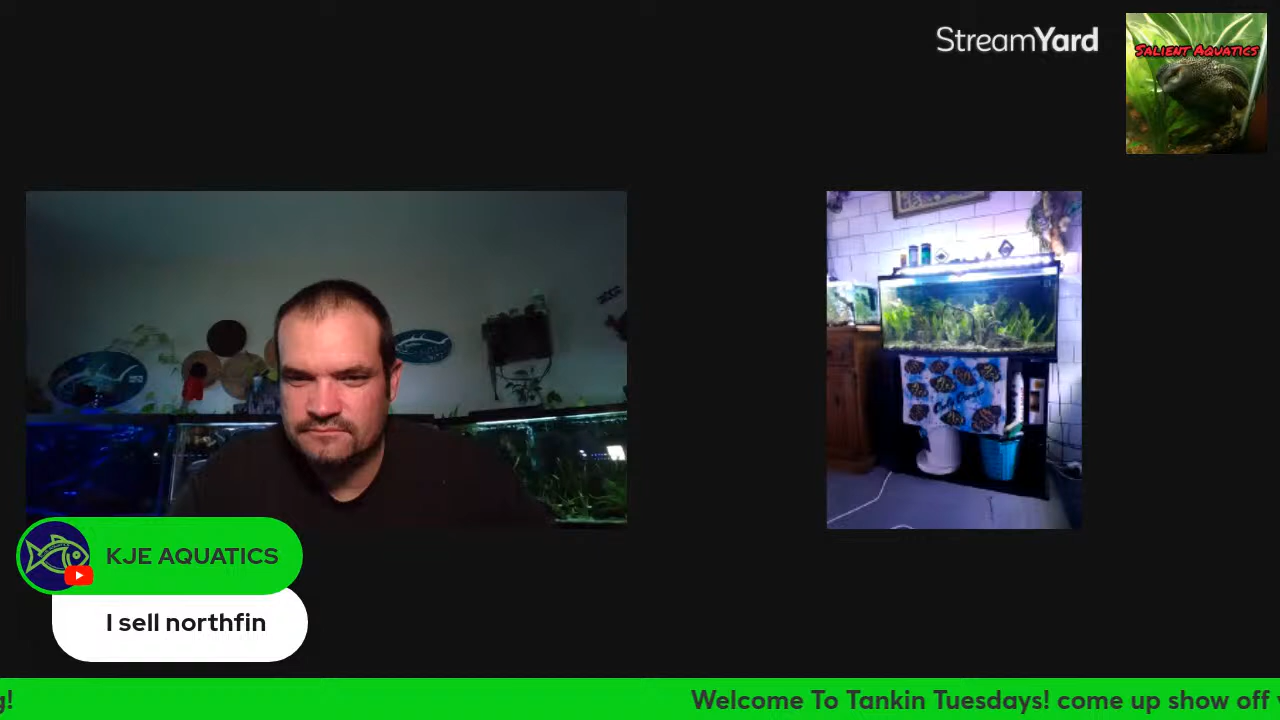 StreamYard
SALIENT AQUATICS
KJE AQUATICS
I sell northfin
g!
Welcome To Tankin Tuesdays! come up show off